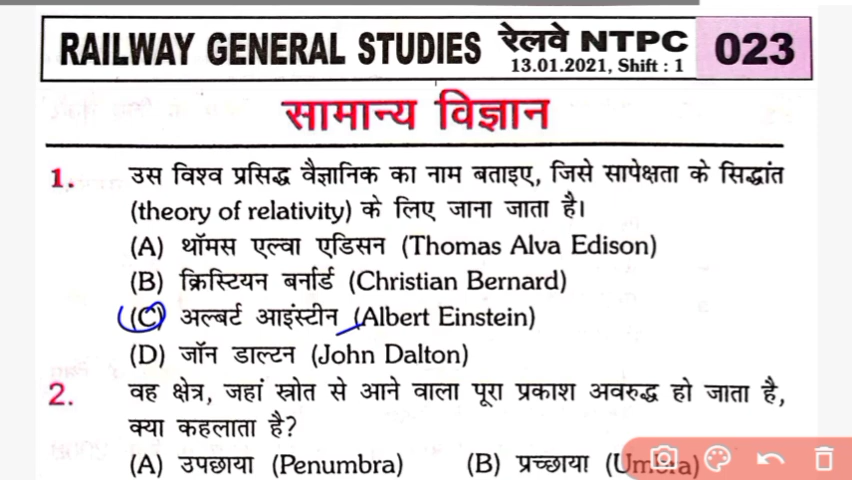 RAILWAY GENERAL STUDIES रेलवे NTPC 023
13.01.2021, Shift : 1
सामान्य विज्ञान
1. उस विश्व प्रसिद्ध वैज्ञानिक का नाम बताइए, जिसे सापेक्षता के सिद्धांत
(theory of relativity) के लिए जाना जाता है।
(A) थॉमस एल्वा एडिसन (Thomas Alva Edison)
(B) क्रिस्टियन बर्नार्ड (Christian Bernard)
(C) अल्बर्ट आइंस्टीन (Albert Einstein)
(D) जॉन डाल्टन (John Dalton)
2. वह क्षेत्र, जहां स्रोत से आने वाला पूरा प्रकाश अवरुद्ध हो जाता है,
क्या कहलाता है?
(A) उपछाया (Penumbra) (B) प्रच्छाया (Umbra)